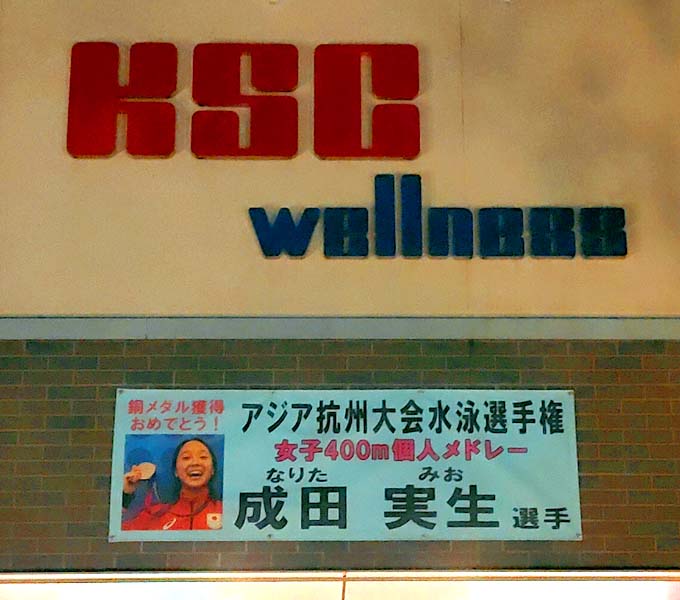 KSC
wellness
銅メダル獲得
おめでとう!
アジア杭州大会水泳選手権
女子400m個人メドレー
なりた みお
成田 実生 選手